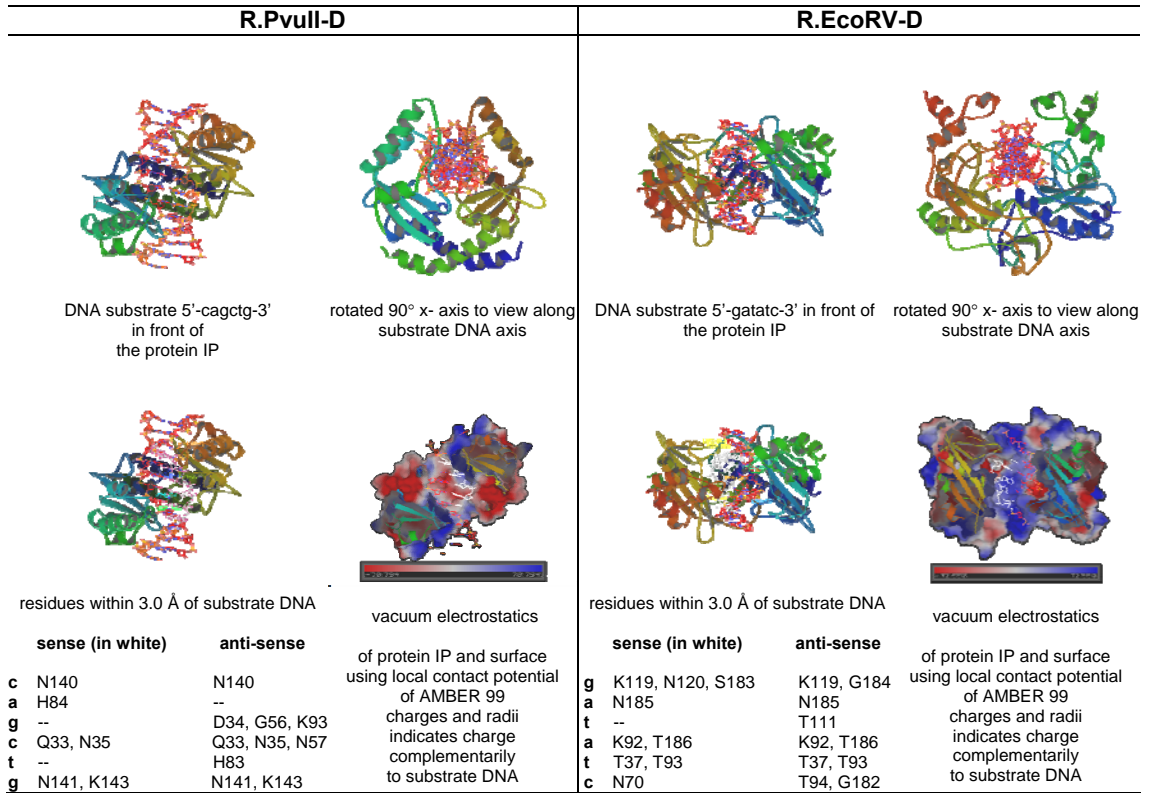 R.PvuII-D
R.EcoRV-D
DNA substrate 5'-cagctg-3'
in front of
the protein IP
rotated 90° x- axis to view along
substrate DNA axis
DNA substrate 5'-gatatc-3' in front of
the protein IP
rotated 90° x- axis to view along
substrate DNA axis
residues within 3.0 Å of substrate DNA
sense (in white) anti-sense
c N140 N140
a H84 --
g -- D34, G56, K93
c Q33, N35 Q33, N35, N57
t -- H83
g N141, K143 N141, K143
vacuum electrostatics
of protein IP and surface
using local contact potential
of AMBER 99
charges and radii
indicates charge
complementarily
to substrate DNA
residues within 3.0 Å of substrate DNA
sense (in white) anti-sense
g K119, N120, S183 K119, G184
a N185 N185
t -- T111
a K92, T186 K92, T186
t T37, T93 T37, T93
c N70 T94, G182
vacuum electrostatics
of protein IP and surface
using local contact potential
of AMBER 99
charges and radii
indicates charge
complementarily
to substrate DNA